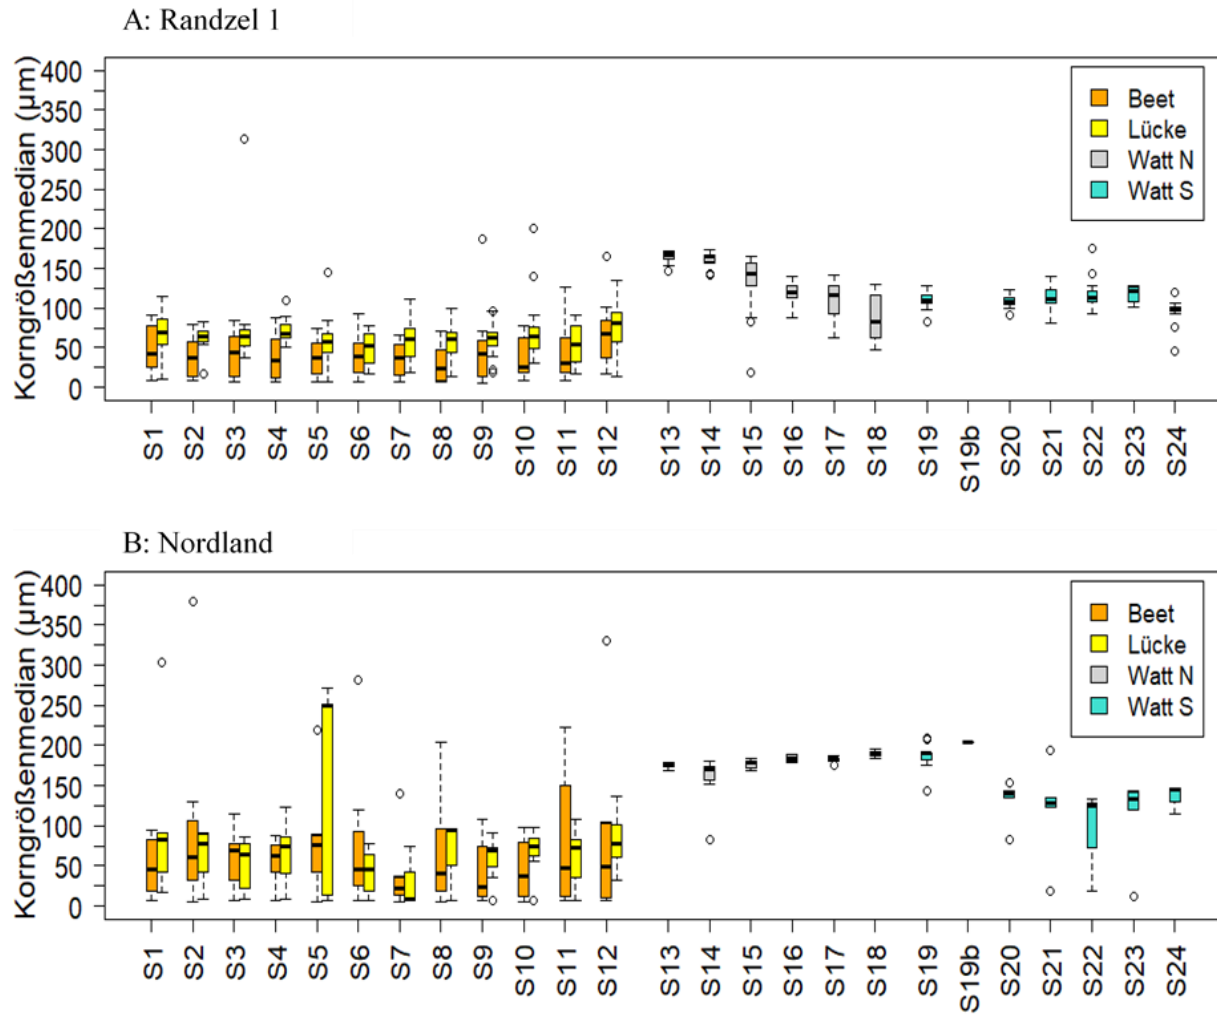 A: Randzel 1
Korngrößenmedian (µm)
400
350
300
250
200
150
100
50
0
Beet
Lücke
Watt N
Watt S
S1 S2 S3 S4 S5 S6 S7 S8 S9 S10 S11 S12 S13 S14 S15 S16 S17 S18 S19 S19b S20 S21 S22 S23 S24
B: Nordland
Korngrößenmedian (µm)
400
350
300
250
200
150
100
50
0
Beet
Lücke
Watt N
Watt S
S1 S2 S3 S4 S5 S6 S7 S8 S9 S10 S11 S12 S13 S14 S15 S16 S17 S18 S19 S19b S20 S21 S22 S23 S24